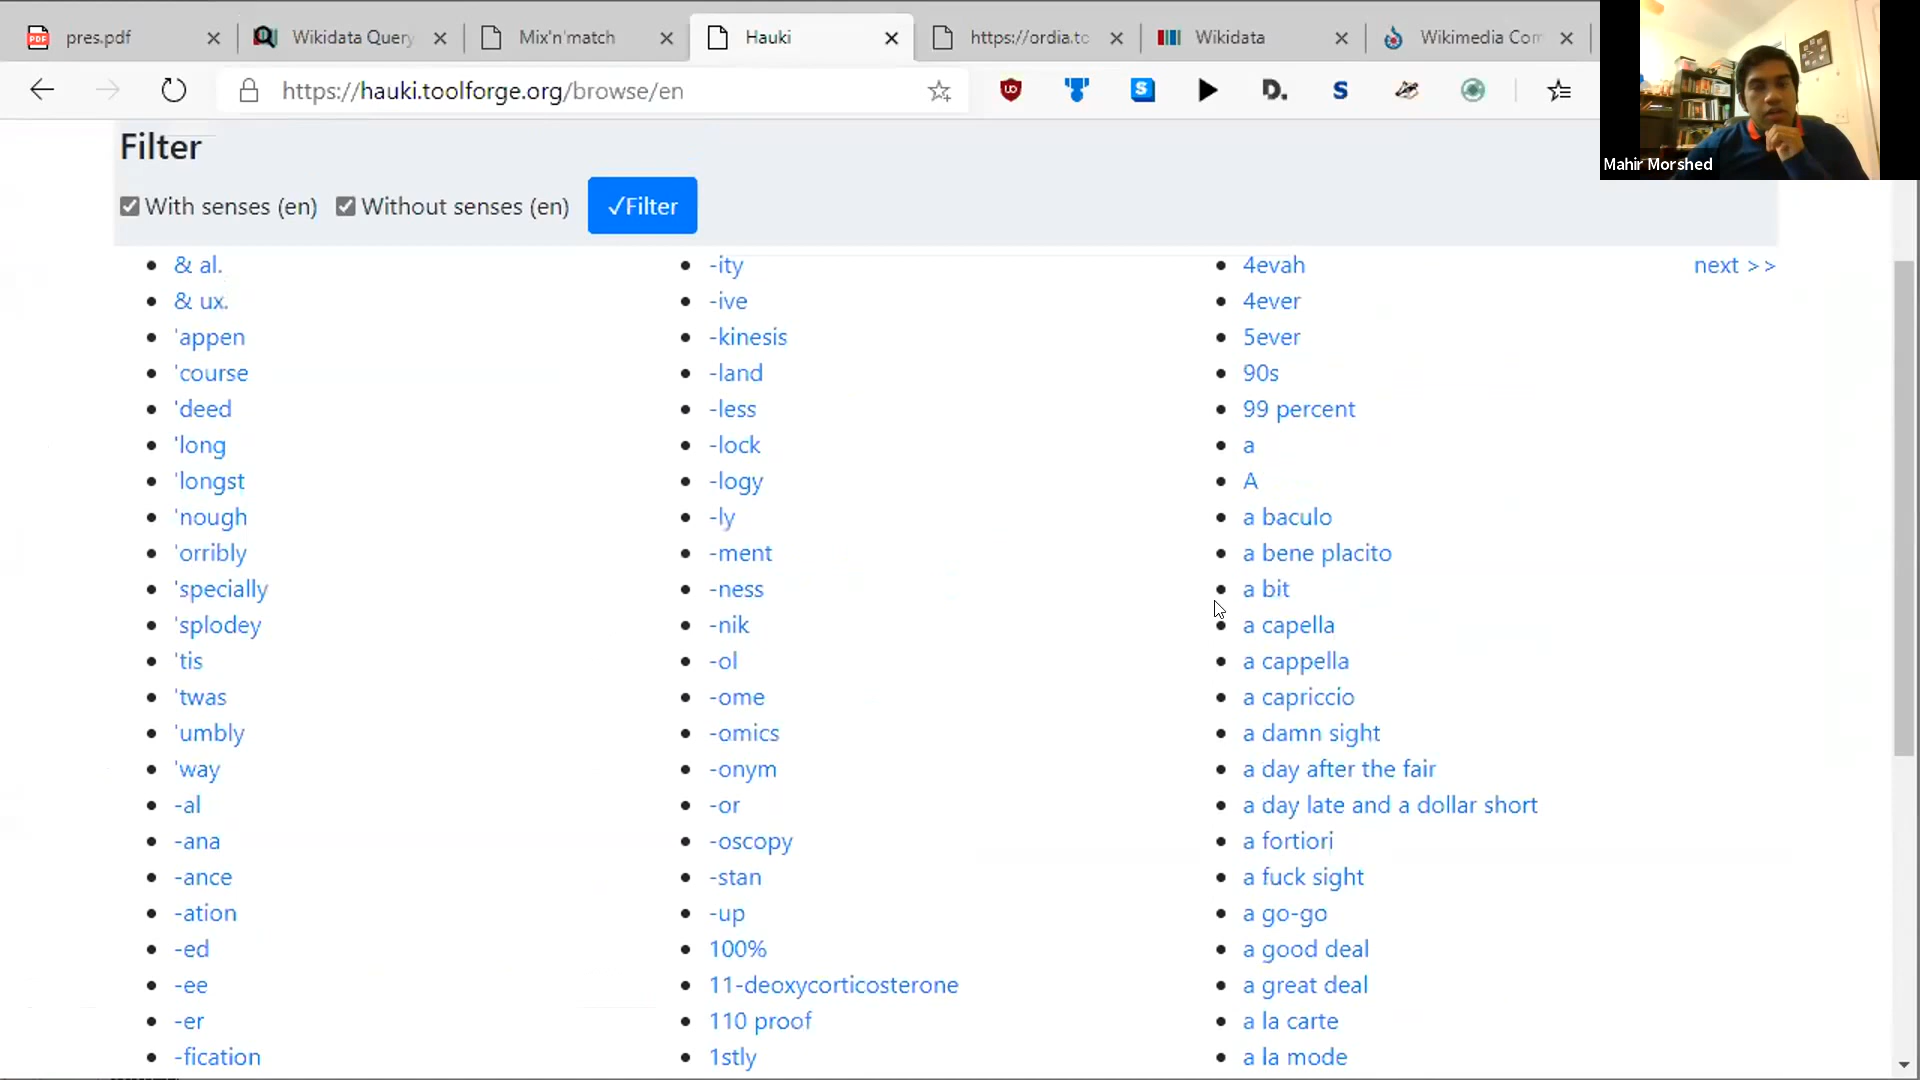 pres.pdf
Wikidata Query
Mix'n'match
Hauki
https://ordia.to
Wikidata
Wikimedia Com
https://hauki.toolforge.org/browse/en
Mahir Morshed
Filter
With senses (en) Without senses (en) ✓Filter
& al.
& ux.
'appen
'course
'deed
'long
'longst
'nough
'orribly
'specially
'splodey
'tis
'twas
'umbly
'way
-al
-ana
-ance
-ation
-ed
-ee
-er
-fication
-ity
-ive
-kinesis
-land
-less
-lock
-logy
-ly
-ment
-ness
-nik
-ol
-ome
-omics
-onym
-or
-oscopy
-stan
-up
100%
11-deoxycorticosterone
110 proof
1stly
4evah
4ever
5ever
90s
99 percent
a
A
a baculo
a bene placito
a bit
a capella
a cappella
a capriccio
a damn sight
a day after the fair
a day late and a dollar short
a fortiori
a fuck sight
a go-go
a good deal
a great deal
a la carte
a la mode
next >>